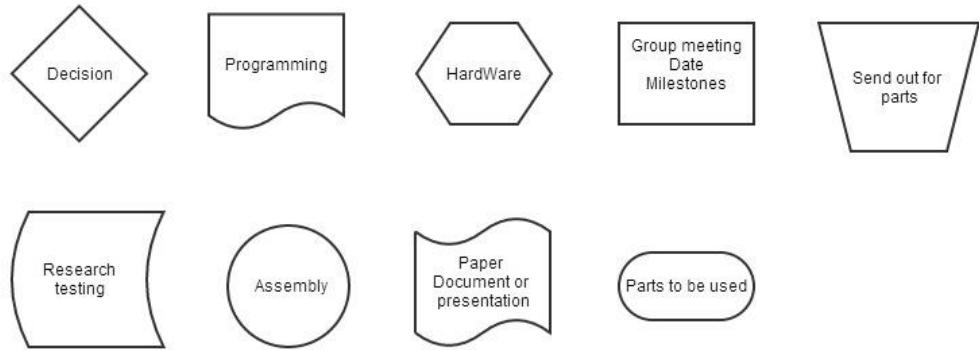 Decision
Programming
HardWare
Group meeting
Date
Milestones
Send out for
parts
Research
testing
Assembly
Paper
Document or
presentation
Parts to be used